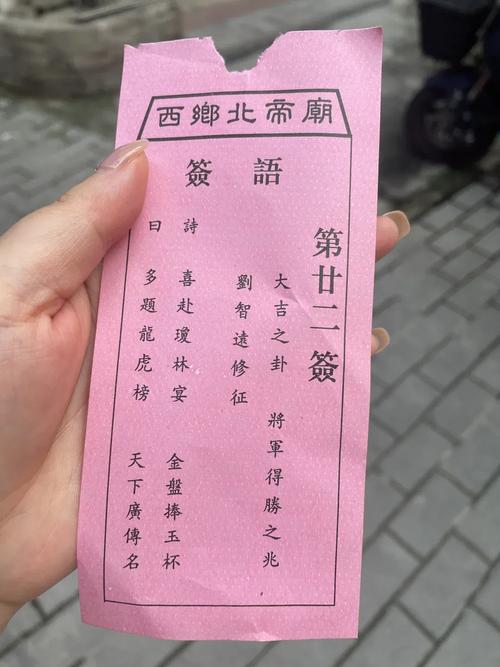 西鄉北帝廟
簽語
第廿二簽
大吉之卦 將軍得勝之兆
劉智遠修征
詩曰
喜赴瓊林宴 金盤捧玉杯
多題龍虎榜 天下廣傳名